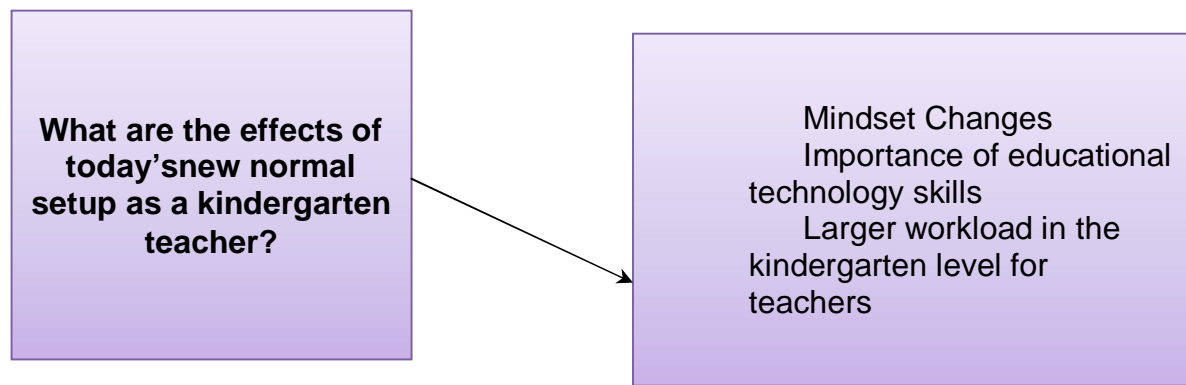 What are the effects of
today’snew normal
setup as a kindergarten
teacher?
Mindset Changes
Importance of educational
technology skills
Larger workload in the
kindergarten level for
teachers